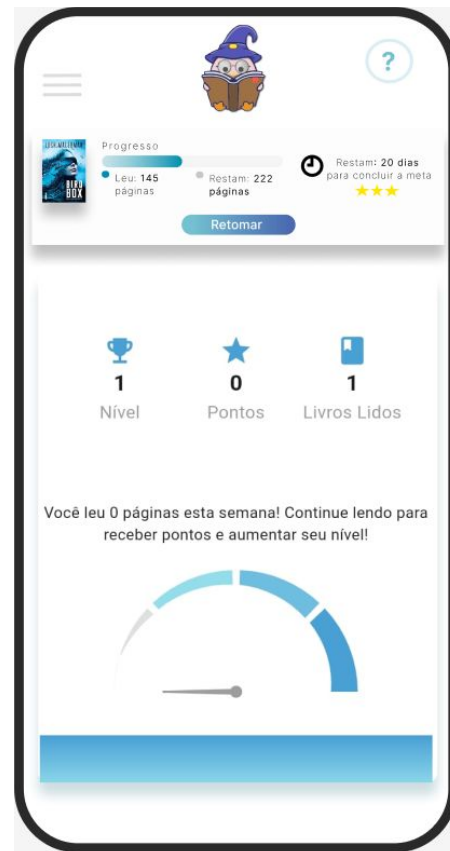 ?
JOSH MALERMAN
BIRD
BOX
Progresso
Leu: 145
páginas
Restam: 222
páginas
Restam: 20 dias
para concluir a meta
Retomar
1
Nível
0
Pontos
1
Livros Lidos
Você leu 0 páginas esta semana! Continue lendo para
receber pontos e aumentar seu nível!